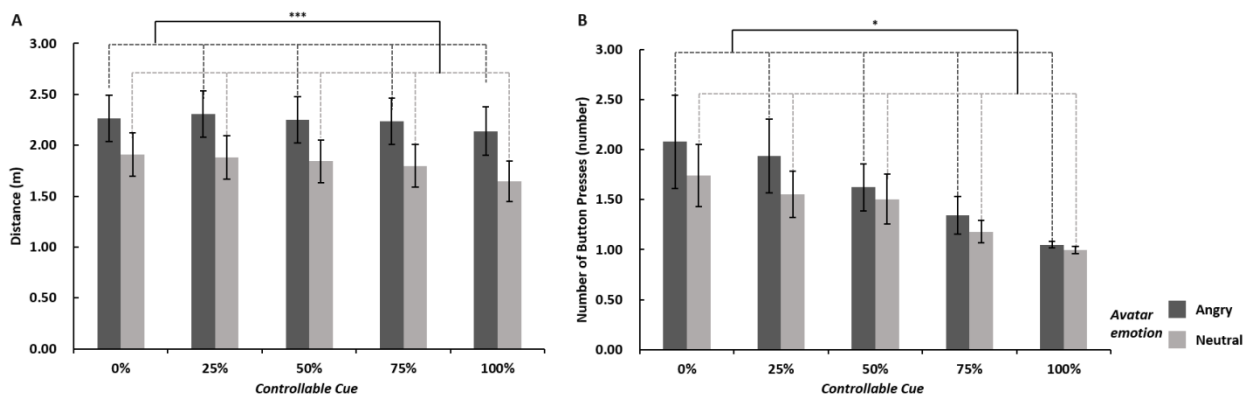 A
***
3.00
2.50
2.00
1.50
1.00
0.50
0.00
Distance (m)
0% 25% 50% 75% 100%
Controllable Cue
B
*
3.00
2.50
2.00
1.50
1.00
0.50
0.00
Number of Button Presses (number)
0% 25% 50% 75% 100%
Controllable Cue
Avatar
emotion
Angry
Neutral